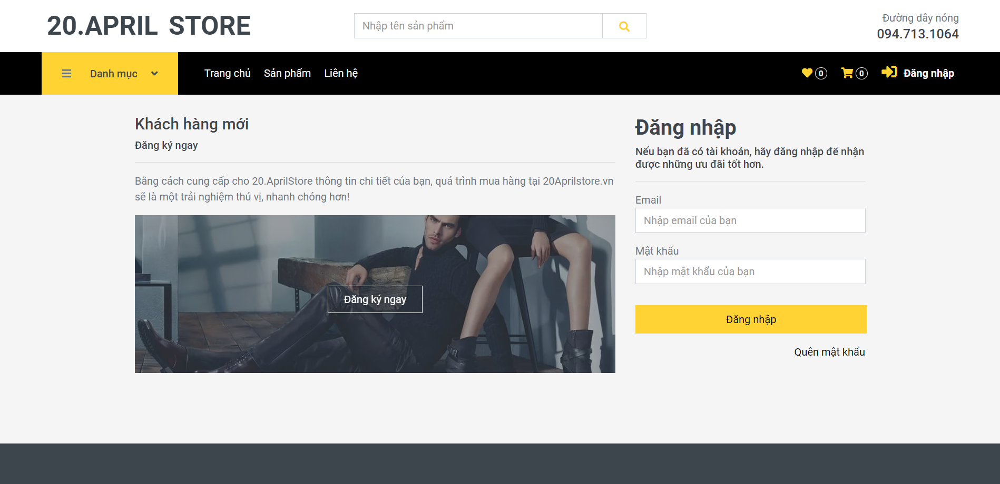 20.APRIL STORE
Nhập tên sản phẩm
Đường dây nóng
094.713.1064
Danh mục
Trang chủ Sản phẩm Liên hệ
0 0 Đăng nhập
Khách hàng mới
Đăng ký ngay
Bằng cách cung cấp cho 20.AprilStore thông tin chi tiết của bạn, quá trình mua hàng tại 20Aprilstore.vn
sẽ là một trải nghiệm thú vị, nhanh chóng hơn!
Đăng ký ngay
Đăng nhập
Nếu bạn đã có tài khoản, hãy đăng nhập để nhận
được những ưu đãi tốt hơn.
Email
Nhập email của bạn
Mật khẩu
Nhập mật khẩu của bạn
Đăng nhập
Quên mật khẩu